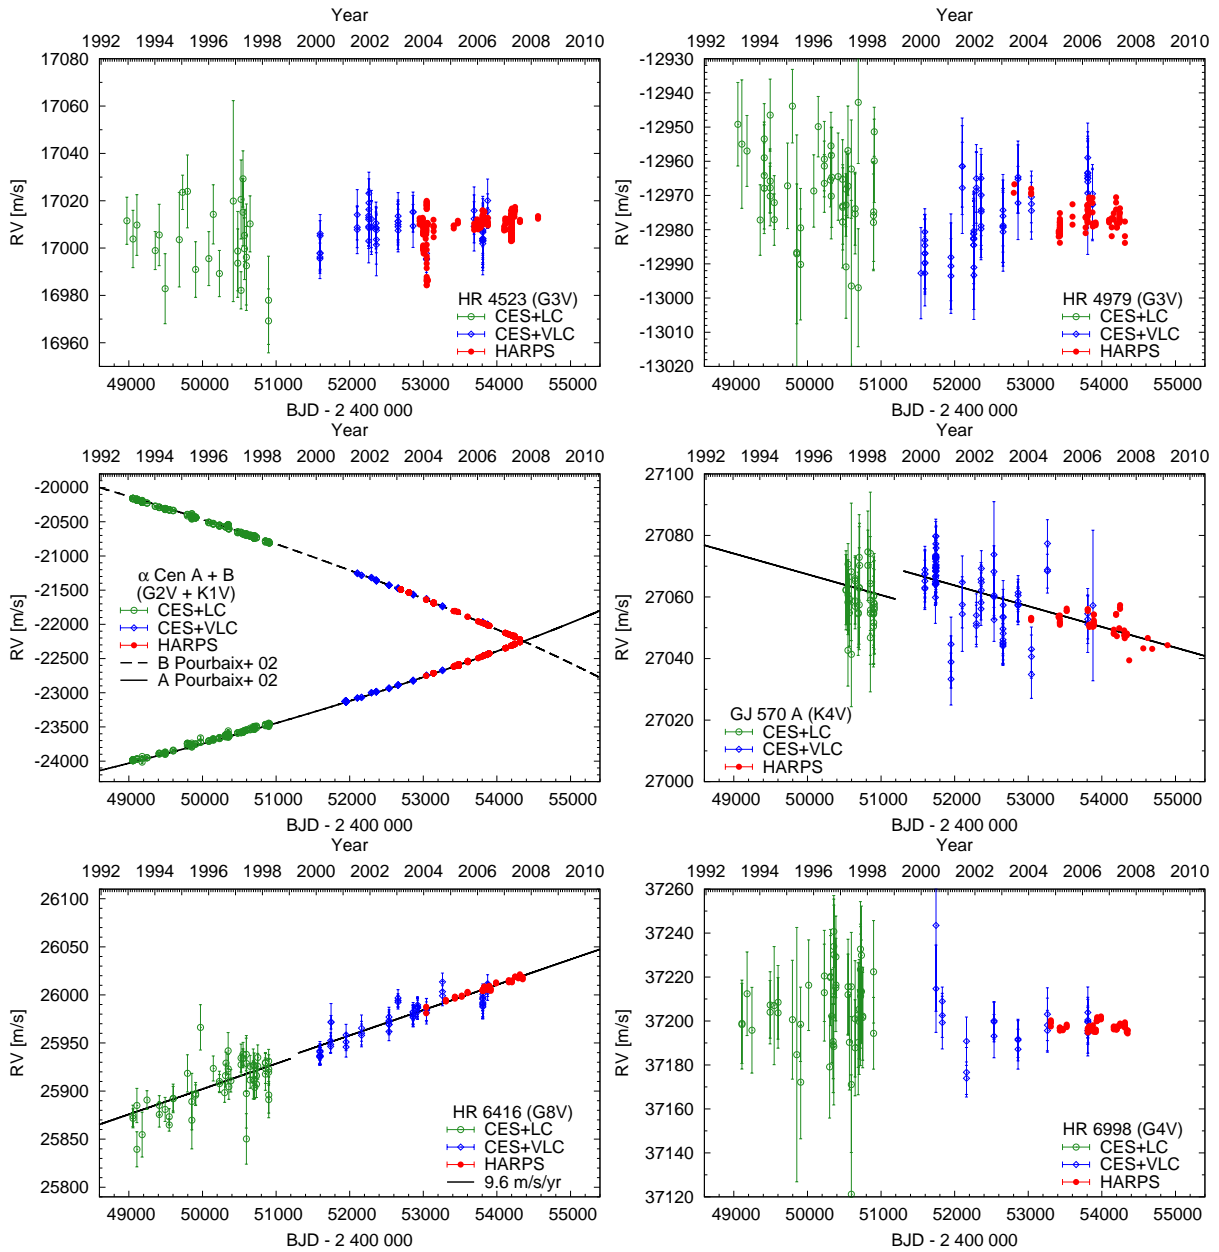 Year
1992 1994 1996 1998 2000 2002 2004 2006 2008 2010
17080
17060
17040
17020
17000
16980
16960
RV [m/s]
HR 4523 (G3V)
CES+LC
CES+VLC
HARPS
49000 50000 51000 52000 53000 54000 55000
BJD - 2 400 000
Year
1992 1994 1996 1998 2000 2002 2004 2006 2008 2010
-12930
-12940
-12950
-12960
-12970
-12980
-12990
-13000
-13010
-13020
RV [m/s]
HR 4979 (G3V)
CES+LC
CES+VLC
HARPS
49000 50000 51000 52000 53000 54000 55000
BJD - 2 400 000
Year
1992 1994 1996 1998 2000 2002 2004 2006 2008 2010
-20000
-20500
-21000
-21500
-22000
-22500
-23000
-23500
-24000
RV [m/s]
α Cen A + B
(G2V + K1V)
CES+LC
CES+VLC
HARPS
B Pourbaix+ 02
A Pourbaix+ 02
49000 50000 51000 52000 53000 54000 55000
BJD - 2 400 000
Year
1992 1994 1996 1998 2000 2002 2004 2006 2008 2010
27100
27080
27060
27040
27020
27000
RV [m/s]
GJ 570 A (K4V)
CES+LC
CES+VLC
HARPS
49000 50000 51000 52000 53000 54000 55000
BJD - 2 400 000
Year
1992 1994 1996 1998 2000 2002 2004 2006 2008 2010
26100
26050
26000
25950
25900
25850
25800
RV [m/s]
HR 6416 (G8V)
CES+LC
CES+VLC
HARPS
9.6 m/s/yr
49000 50000 51000 52000 53000 54000 55000
BJD - 2 400 000
Year
1992 1994 1996 1998 2000 2002 2004 2006 2008 2010
37260
37240
37220
37200
37180
37160
37140
37120
RV [m/s]
HR 6998 (G4V)
CES+LC
CES+VLC
HARPS
49000 50000 51000 52000 53000 54000 55000
BJD - 2 400 000